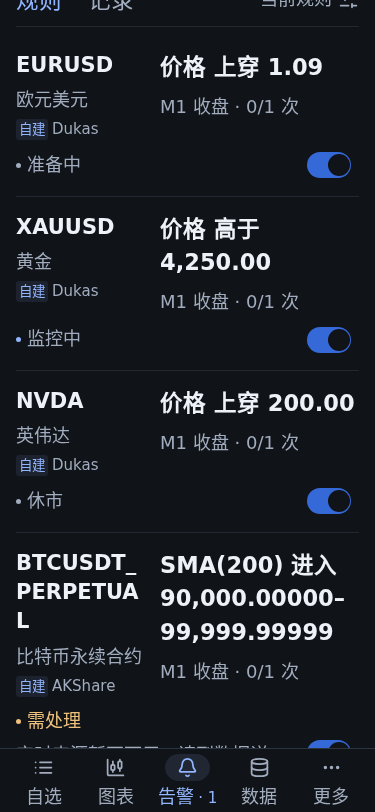 规则 记录 当前规则
EURUSD
欧元美元
自建 Dukas
准备中
价格 上穿 1.09
M1 收盘 · 0/1 次
XAUUSD
黄金
自建 Dukas
监控中
价格 高于
4,250.00
M1 收盘 · 0/1 次
NVDA
英伟达
自建 Dukas
休市
价格 上穿 200.00
M1 收盘 · 0/1 次
BTCUSDT_
PERPETUA
L
比特币永续合约
自建 AKShare
需处理
SMA(200) 进入
90,000.00000–
99,999.99999
M1 收盘 · 0/1 次
自选 图表 告警 · 1 数据 更多